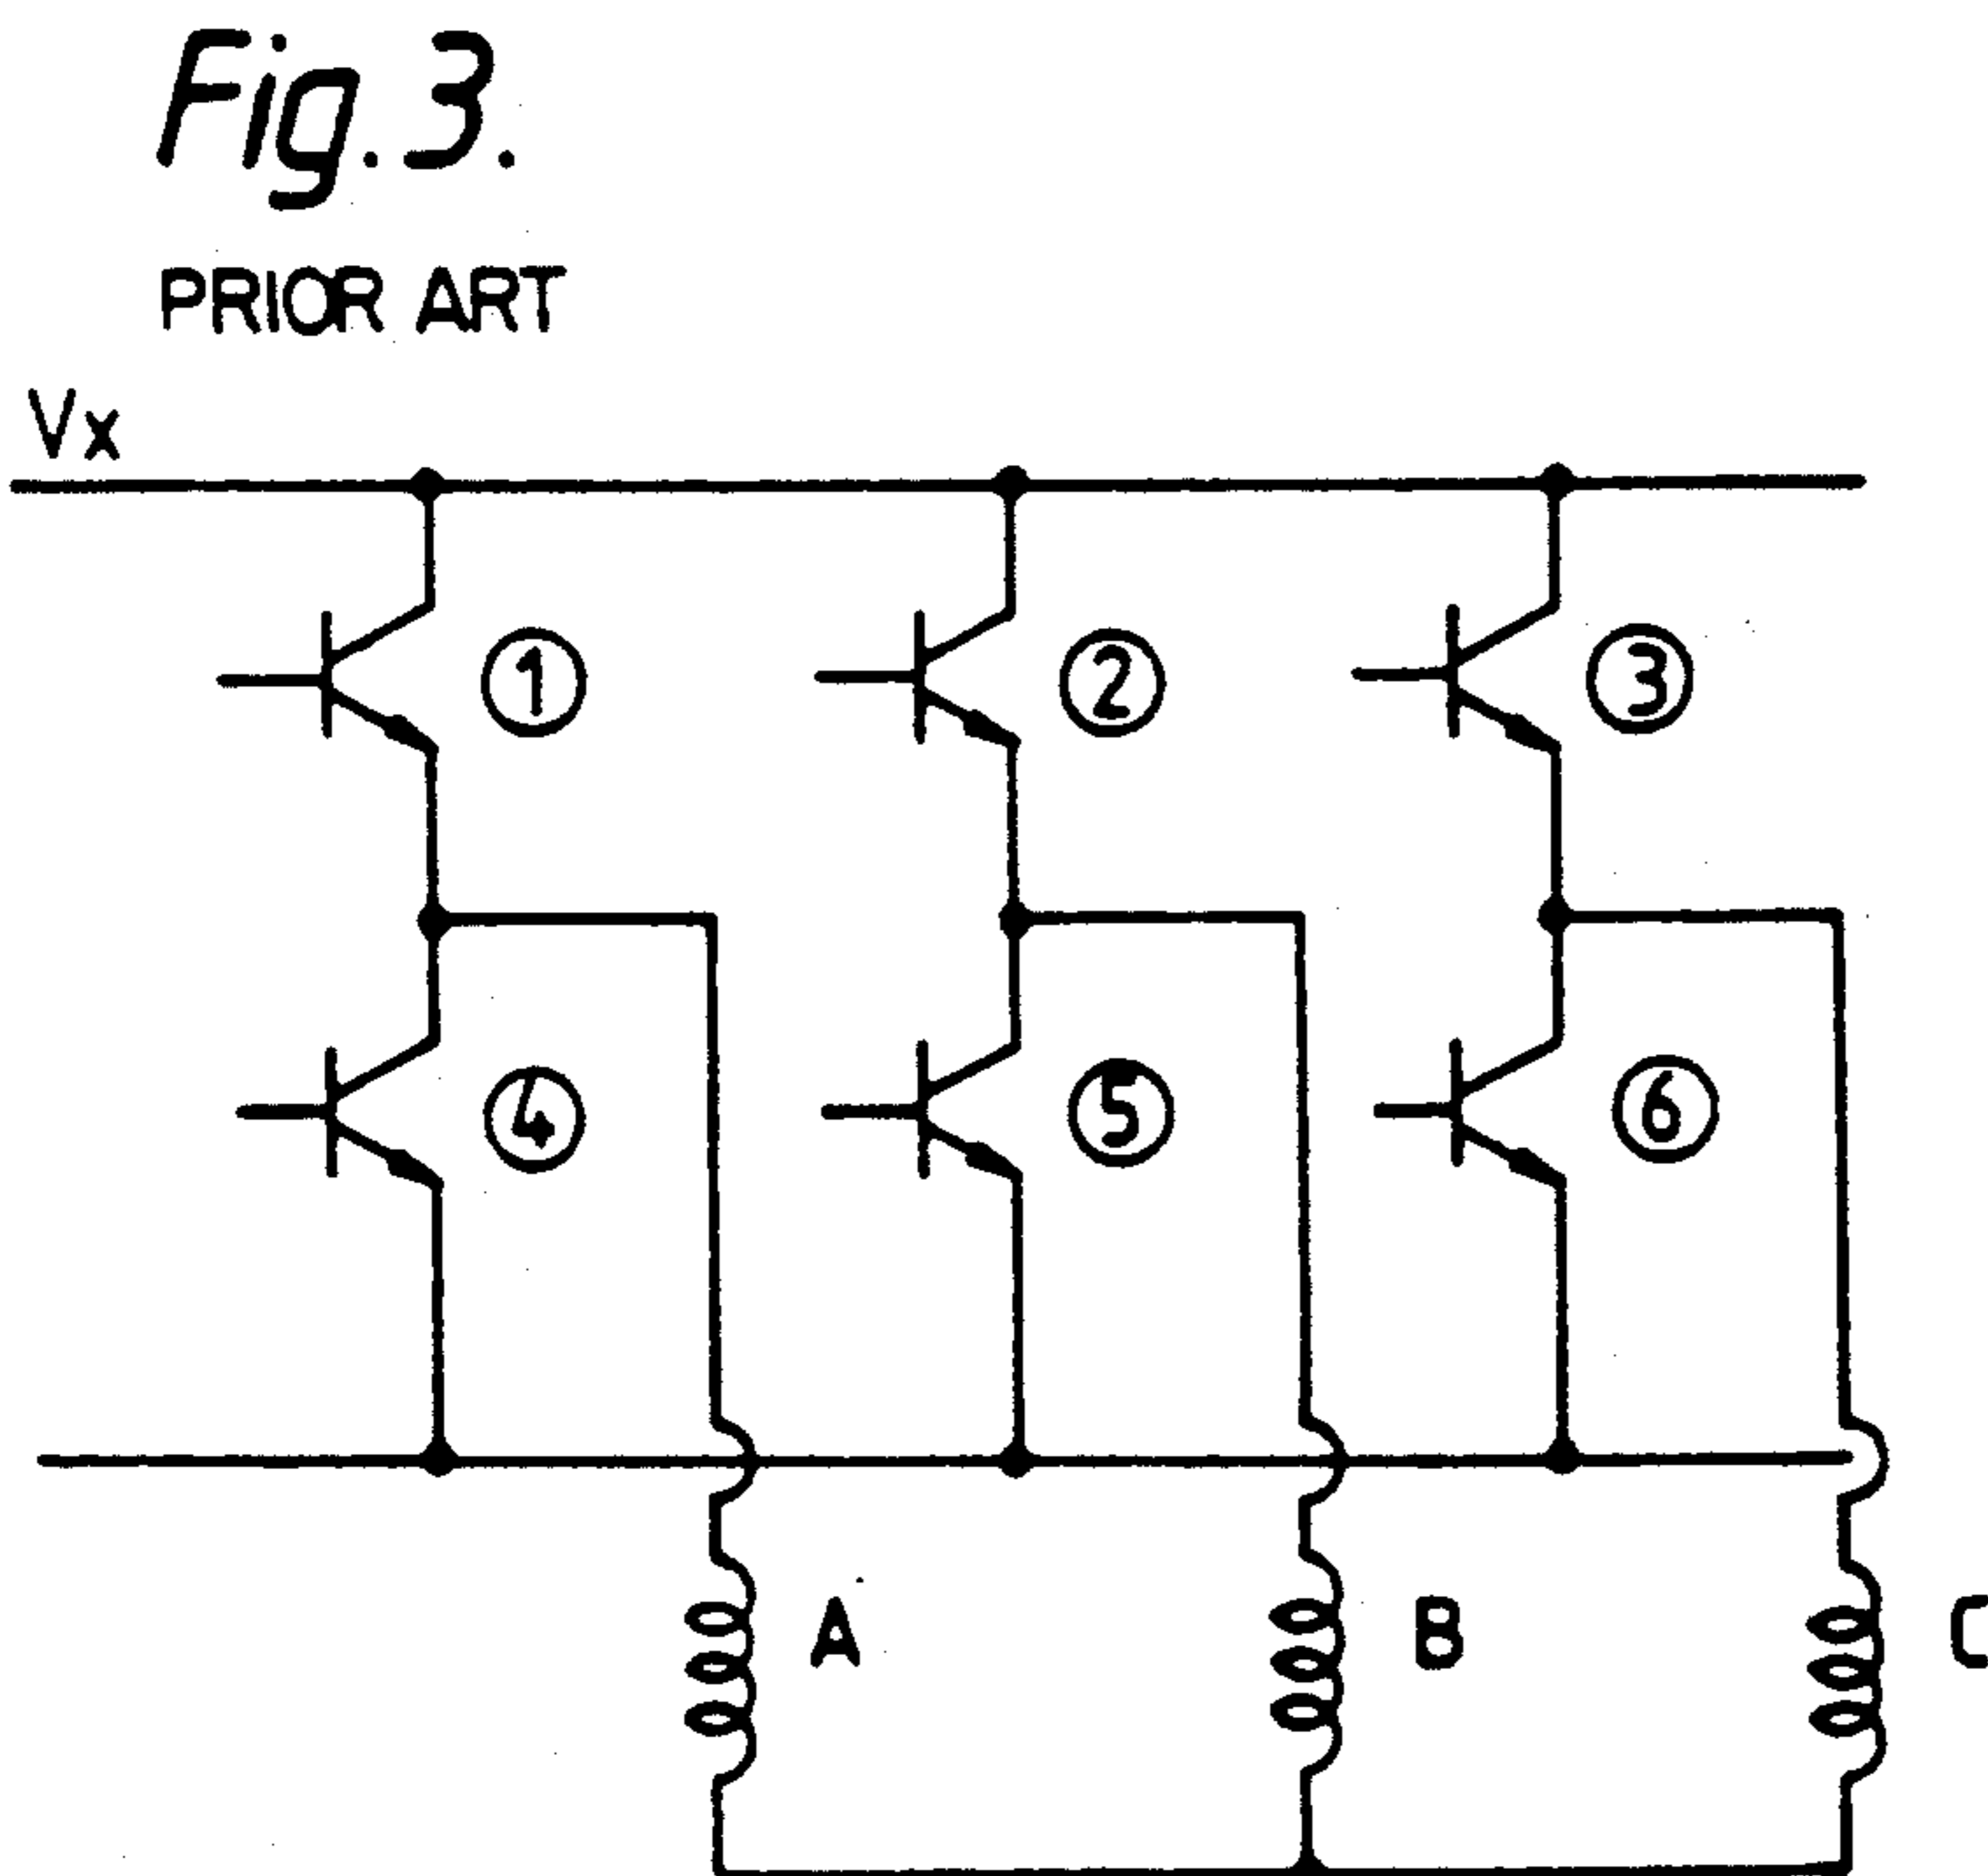 Fig. 3.
PRIOR ART
Vx
① ② ③
④ ⑤ ⑥
A B C